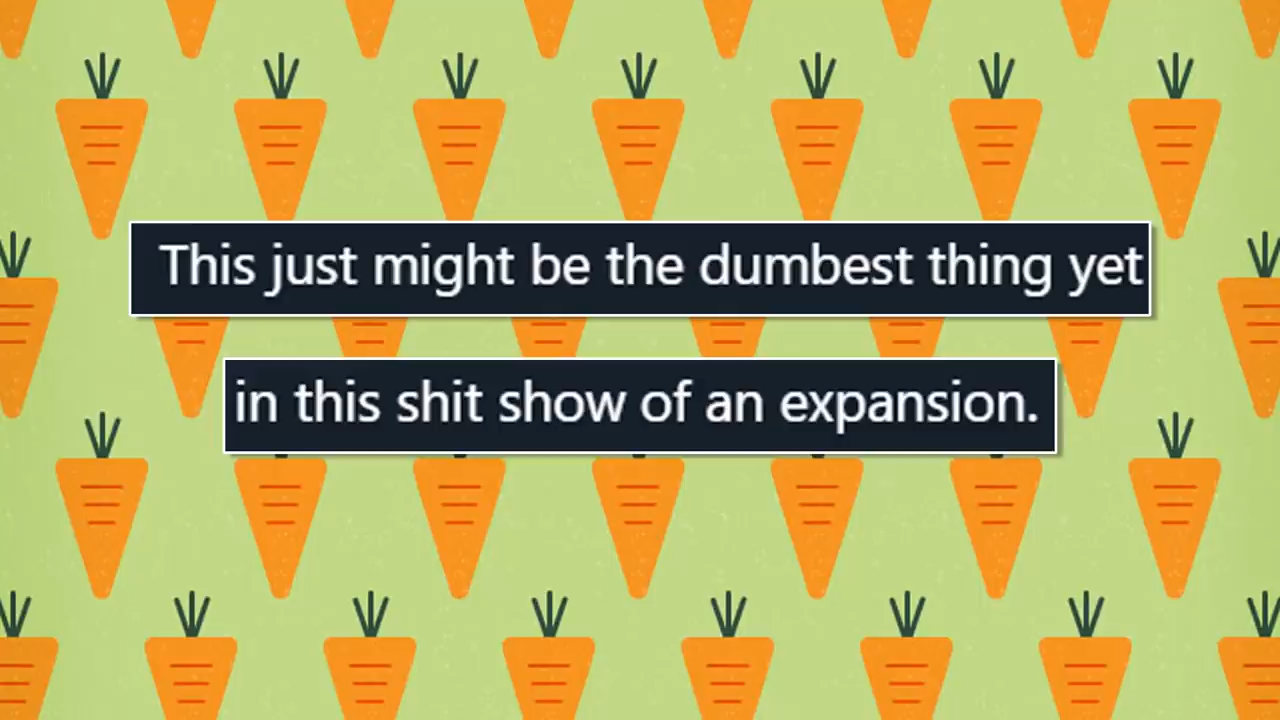 This just might be the dumbest thing yet
in this shit show of an expansion.